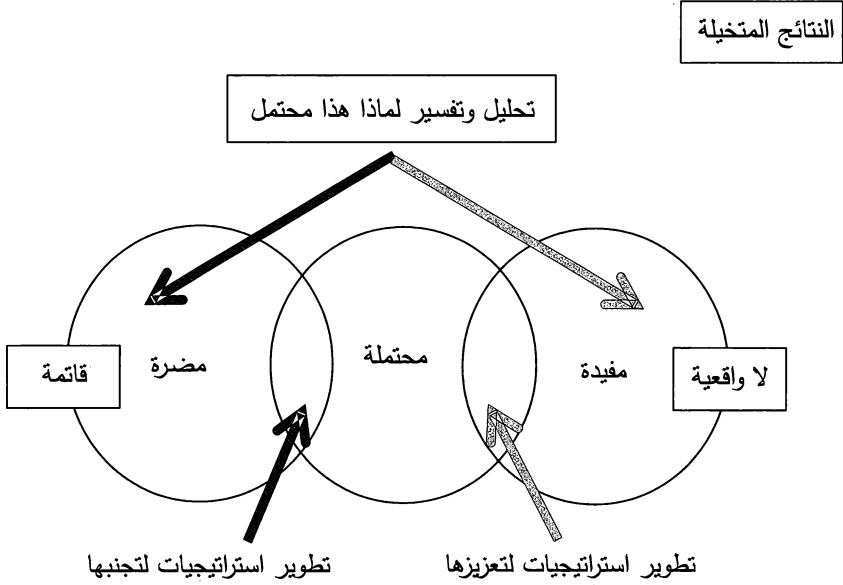 النتائج المتخيلة
تحليل وتفسير لماذا هذا محتمل
لا واقعية
مفيدة
محتملة
مضرة
قاتمة
تطوير استراتيجيات لتعزيزها
تطوير استراتيجيات لتجنبها